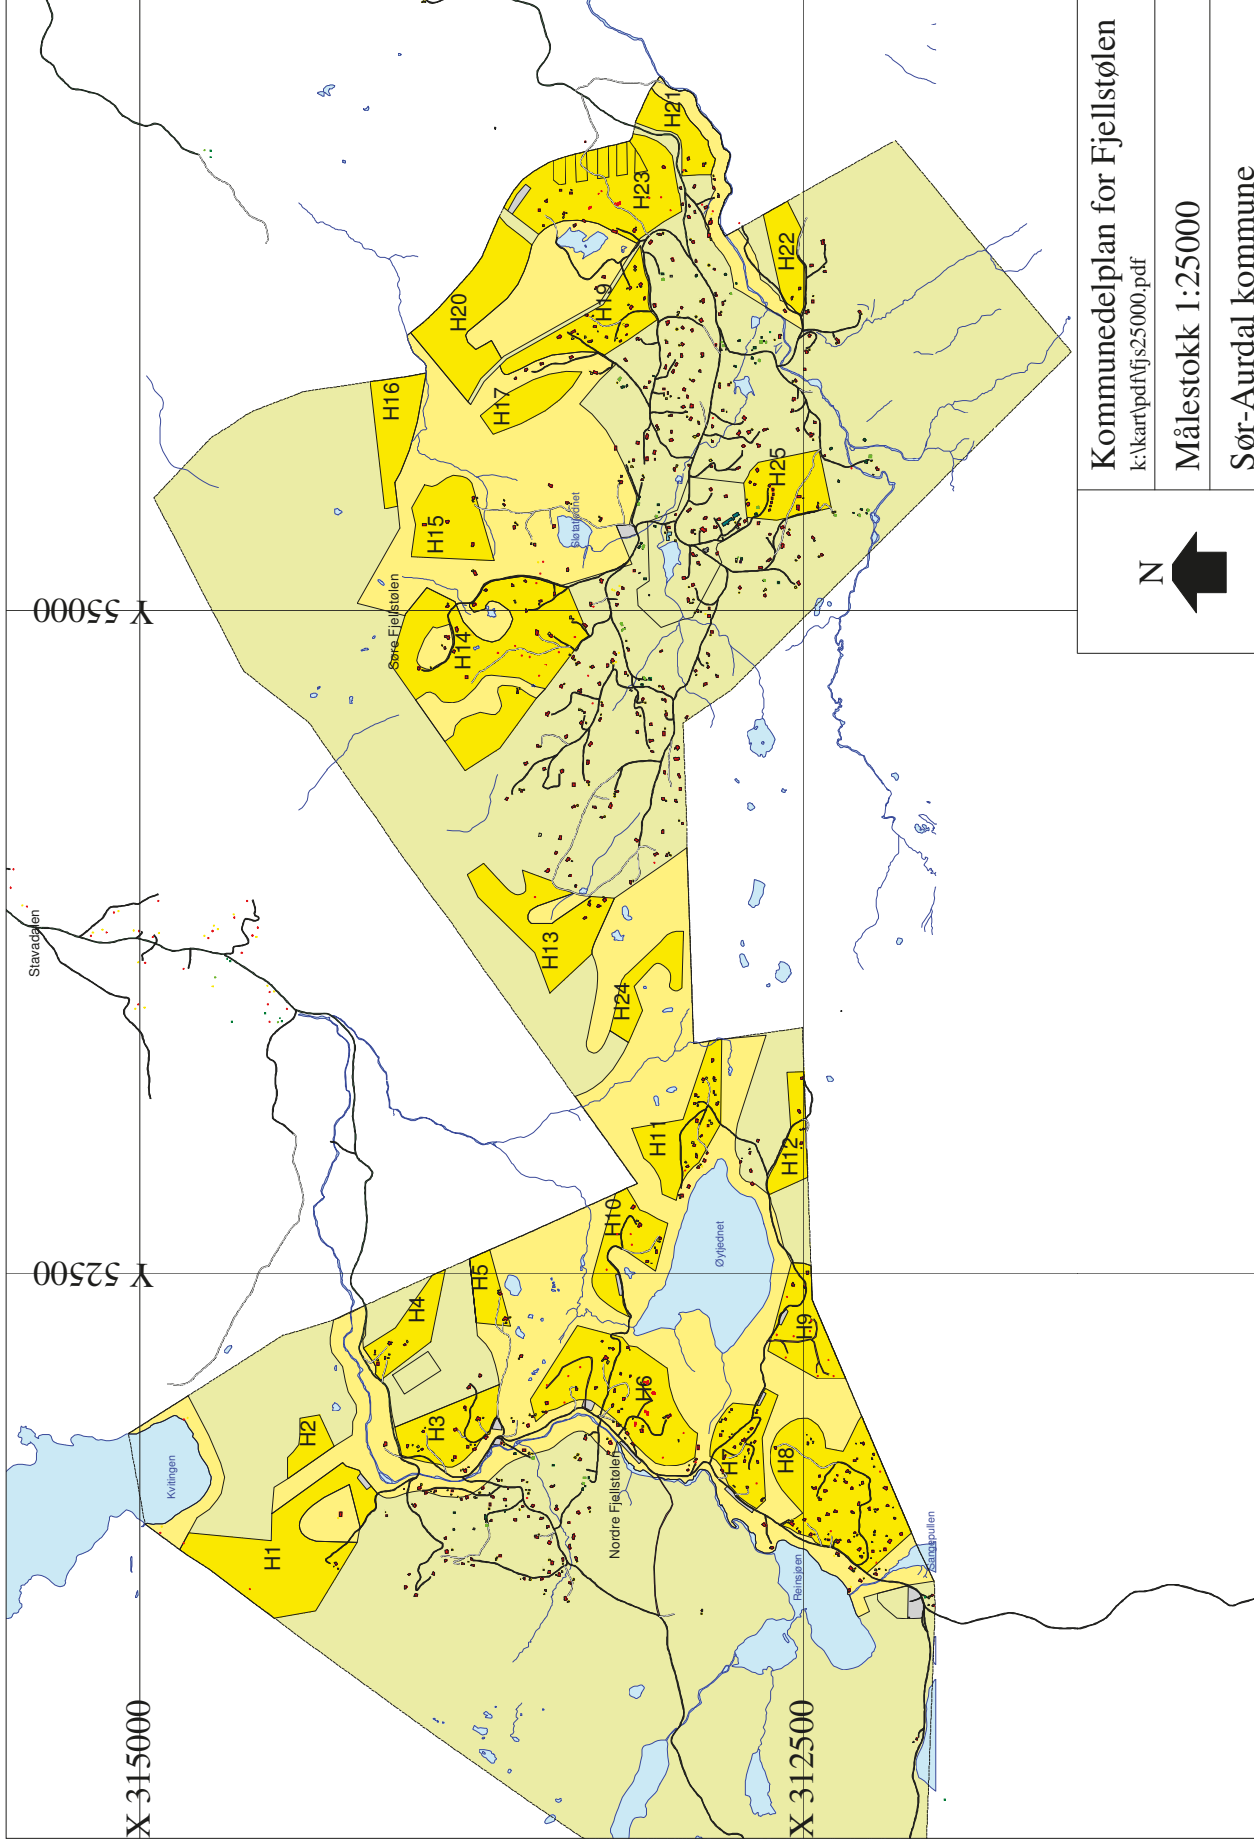 Stavadalen
Y 55000
Y 52500
X 315000
X 312500
Kvitingen
H1
H2
H3
H4
H5
H10
H6
H7
H8
H9
H11
H12
Øytjednet
Nordre Fjellstølen
Reinsjøen
H24
H13
Søre Fjellstølen
H14
H15
H16
H17
Sløtatjednet
H20
H19
H23
H21
H22
H25
Kommunedelplan for Fjellstølen
k:\kart\pdf\fjs25000.pdf
Målestokk 1:25000
Sør-Aurdal kommune
N